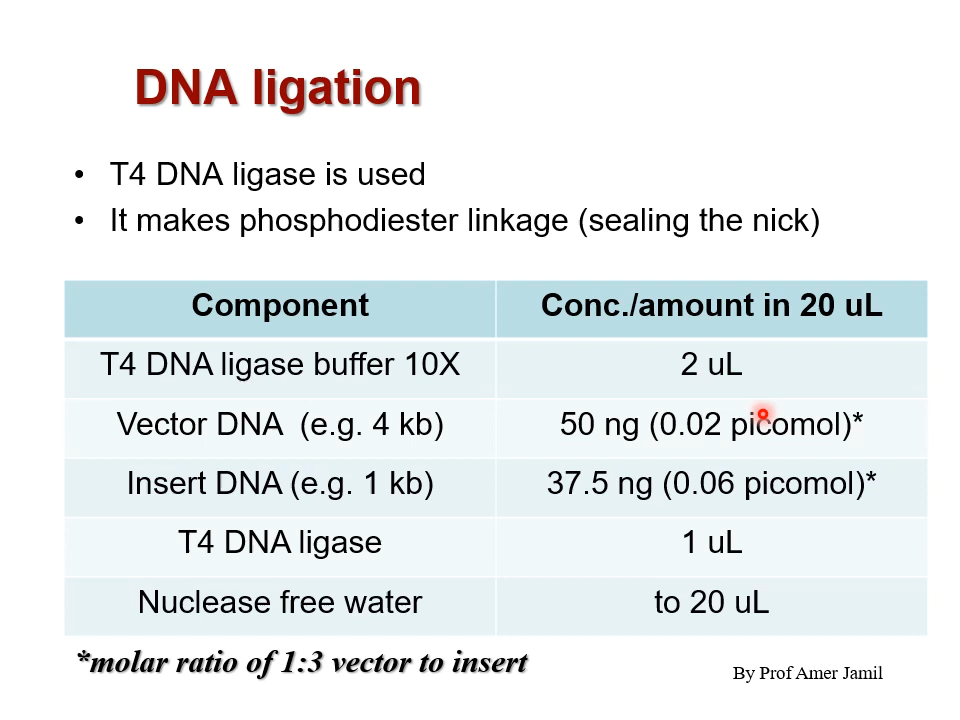 DNA ligation
• T4 DNA ligase is used
• It makes phosphodiester linkage (sealing the nick)
Component Conc./amount in 20 uL
T4 DNA ligase buffer 10X 2 uL
Vector DNA (e.g. 4 kb) 50 ng (0.02 picomol)*
Insert DNA (e.g. 1 kb) 37.5 ng (0.06 picomol)*
T4 DNA ligase 1 uL
Nuclease free water to 20 uL
*molar ratio of 1:3 vector to insert
By Prof Amer Jamil